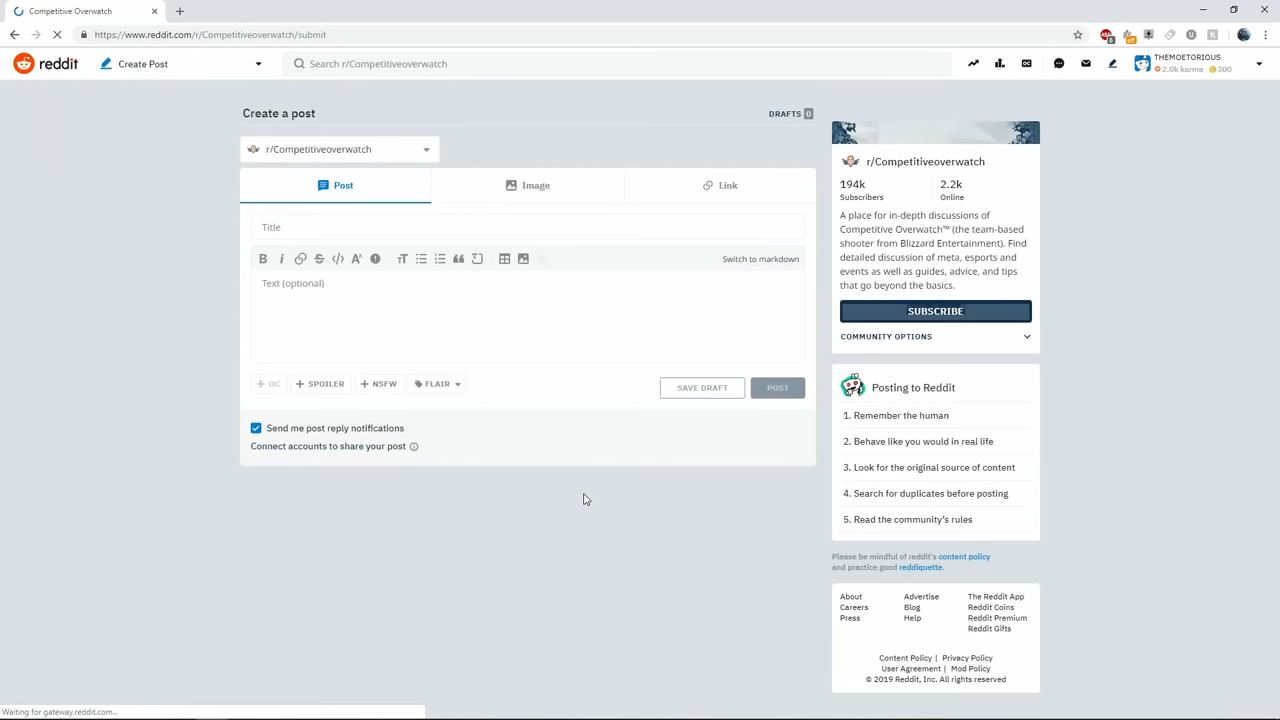 Competitive Overwatch
https://www.reddit.com/r/Competitiveoverwatch/submit
6
off
reddit
Create Post
Search r/Competitiveoverwatch
THEMOETORIOUS
2.0k karma
300
Create a post
DRAFTS 0
r/Competitiveoverwatch
Post
Image
Link
Title
Switch to markdown
Text (optional)
+ OC
+ SPOILER
+ NSFW
FLAIR
SAVE DRAFT
POST
Send me post reply notifications
Connect accounts to share your post
r/Competitiveoverwatch
194k
2.2k
Subscribers
Online
A place for in-depth discussions of
Competitive Overwatch™ (the team-based
shooter from Blizzard Entertainment). Find
detailed discussion of meta, esports and
events as well as guides, advice, and tips
that go beyond the basics.
SUBSCRIBE
COMMUNITY OPTIONS
Posting to Reddit
1. Remember the human
2. Behave like you would in real life
3. Look for the original source of content
4. Search for duplicates before posting
5. Read the community's rules
Please be mindful of reddit's content policy
and practice good reddiquette.
About
Advertise
The Reddit App
Careers
Blog
Reddit Coins
Press
Help
Reddit Premium
Reddit Gifts
Content Policy | Privacy Policy
User Agreement | Mod Policy
© 2019 Reddit, Inc. All rights reserved
Waiting for gateway.reddit.com...